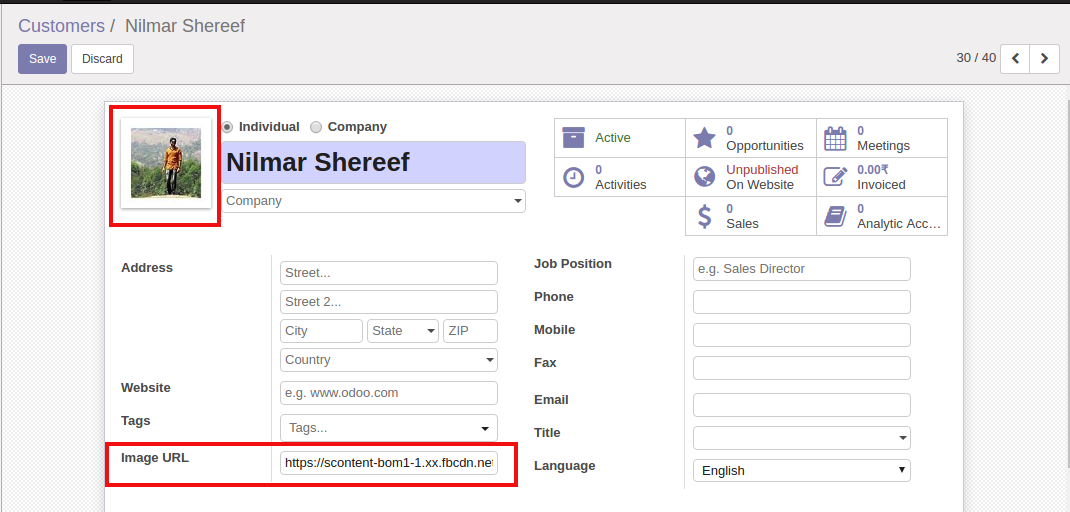 Customers / Nilmar Shereef
Save Discard
30 / 40
Individual Company
Nilmar Shereef
Company
Active
0 Opportunities
0 Meetings
0 Activities
Unpublished On Website
0.00₹ Invoiced
0 Sales
0 Analytic Acc...
Address
Street...
Street 2...
City State ZIP
Country
Website e.g. www.odoo.com
Tags Tags...
Image URL https://scontent-bom1-1.xx.fbcdn.net
Job Position e.g. Sales Director
Phone
Mobile
Fax
Email
Title
Language English